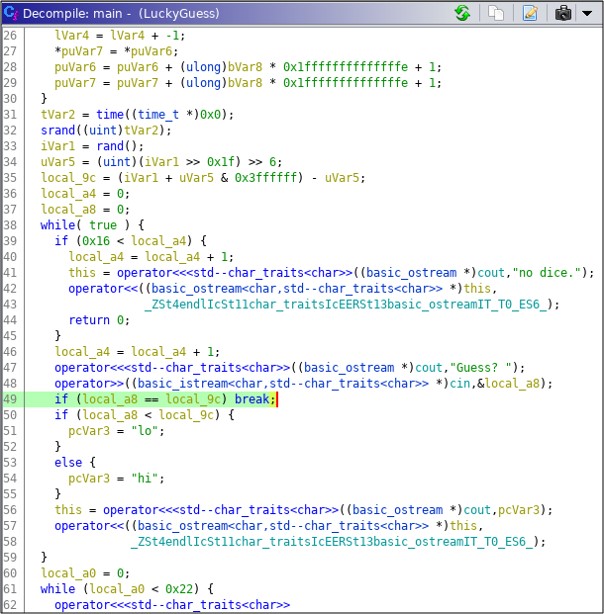 Decompile: main - (LuckyGuess)
26 lVar4 = lVar4 + -1;
27 *puVar7 = *puVar6;
28 puVar6 = puVar6 + (ulong)bVar8 * 0x1ffffffffffffffe + 1;
29 puVar7 = puVar7 + (ulong)bVar8 * 0x1ffffffffffffffe + 1;
30 }
31 tVar2 = time((time_t *)0x0);
32 srand((uint)tVar2);
33 iVar1 = rand();
34 uVar5 = (uint)(iVar1 >> 0x1f) >> 6;
35 local_9c = (iVar1 + uVar5 & 0x3ffffff) - uVar5;
36 local_a4 = 0;
37 local_a8 = 0;
38 while( true ) {
39 if (0x16 < local_a4) {
40 local_a4 = local_a4 + 1;
41 this = operator<<<std--char_traits<char>>((basic_ostream *)cout,"no dice.");
42 operator<<((basic_ostream<char,std--char_traits<char>> *)this,
43 _ZSt4endlIcSt11char_traitsIcEERSt13basic_ostreamIT_T0_ES6_);
44 return 0;
45 }
46 local_a4 = local_a4 + 1;
47 operator<<<std--char_traits<char>>((basic_ostream *)cout,"Guess? ");
48 operator>>((basic_istream<char,std--char_traits<char>> *)cin,&local_a8);
49 if (local_a8 == local_9c) break;
50 if (local_a8 < local_9c) {
51 pcVar3 = "lo";
52 }
53 else {
54 pcVar3 = "hi";
55 }
56 this = operator<<<std--char_traits<char>>((basic_ostream *)cout,pcVar3);
57 operator<<((basic_ostream<char,std--char_traits<char>> *)this,
58 _ZSt4endlIcSt11char_traitsIcEERSt13basic_ostreamIT_T0_ES6_);
59 }
60 local_a0 = 0;
61 while (local_a0 < 0x22) {
62 operator<<<std--char_traits<char>>